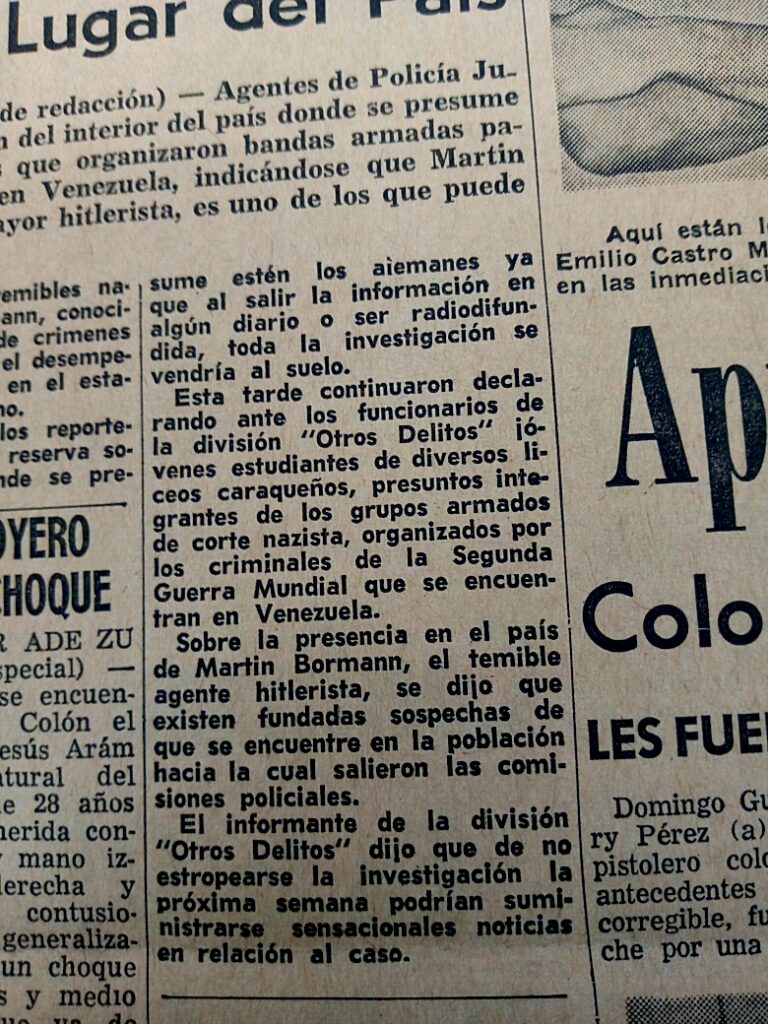 Lugar del País
de redacción) — Agentes de Policía Ju-
n del interior del país donde se presume
s que organizaron bandas armadas pa-
en Venezuela, indicándose que Martin
ayor hitlerista, es uno de los que puede
emibles na-
ann, conoci-
de crimenes
el desempe-
en el esta-
no.
los reporte-
reserva so-
nde se pre-
sume estén los alemanes ya
que al salir la información en
algún diario o ser radiodifun-
dida, toda la investigación se
vendría al suelo.
Esta tarde continuaron decla-
rando ante los funcionarios de
la división "Otros Delitos" jó-
venes estudiantes de diversos li-
ceos caraqueños, presuntos inte-
grantes de los grupos armados
de corte nazista, organizados por
los criminales de la Segunda
Guerra Mundial que se encuen-
tran en Venezuela.
Sobre la presencia en el país
de Martin Bormann, el temible
agente hitlerista, se dijo que
existen fundadas sospechas de
que se encuentre en la población
hacia la cual salieron las comi-
siones policiales.
El informante de la división
"Otros Delitos" dijo que de no
estropearse la investigación la
próxima semana podrían sumi-
nistrarse sensacionales noticias
en relación al caso.
OYERO
CHOQUE
R ADE ZU
special) —
se encuen-
Colón el
esús Arám
atural del
e 28 años
herida con-
y mano iz-
derecha y
contusio-
generaliza-
un choque
s y medio
que ya de
Aquí están l
Emilio Castro M
en las inmediaci
Ap
Colo
LES FUE
Domingo Gu
ry Pérez (a)
pistolero colo
antecedentes
corregible, fu
che por una